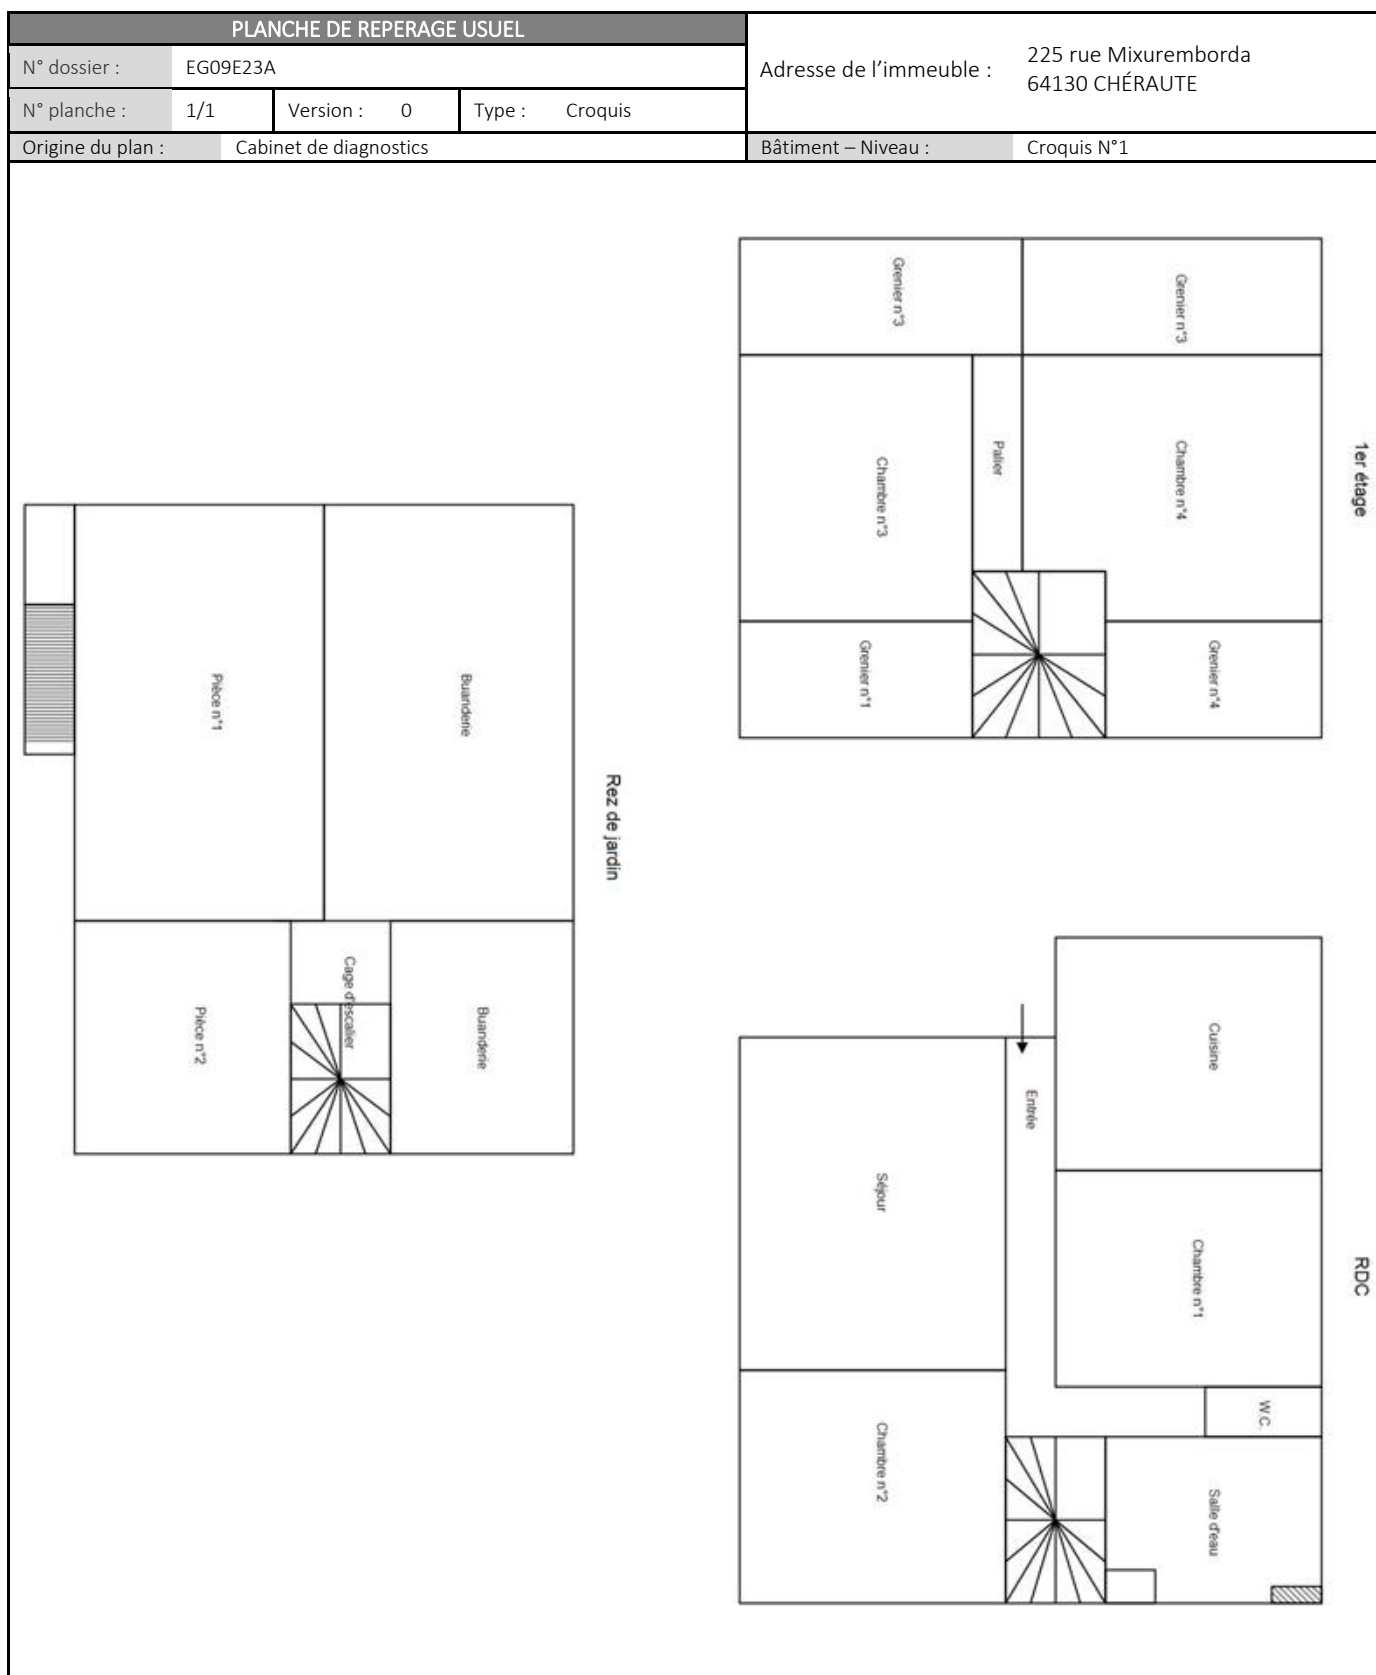 PLANCHE DE REPERAGE USUEL
N° dossier : EG09E23A
Adresse de l'immeuble : 225 rue Mixuremborda
64130 CHÉRAUTE
N° planche : 1/1 Version : 0 Type : Croquis
Origine du plan : Cabinet de diagnostics
Bâtiment – Niveau : Croquis N°1
1er étage
Grenier n°3
Grenier n°3
Chambre n°4
Palier
Chambre n°3
Grenier n°4
Grenier n°1
Rez de jardin
Buanderie
Pièce n°1
Buanderie
Cage d'escalier
Pièce n°2
RDC
Cuisine
Entrée
Séjour
Chambre n°1
W.C.
Chambre n°2
Salle d'eau